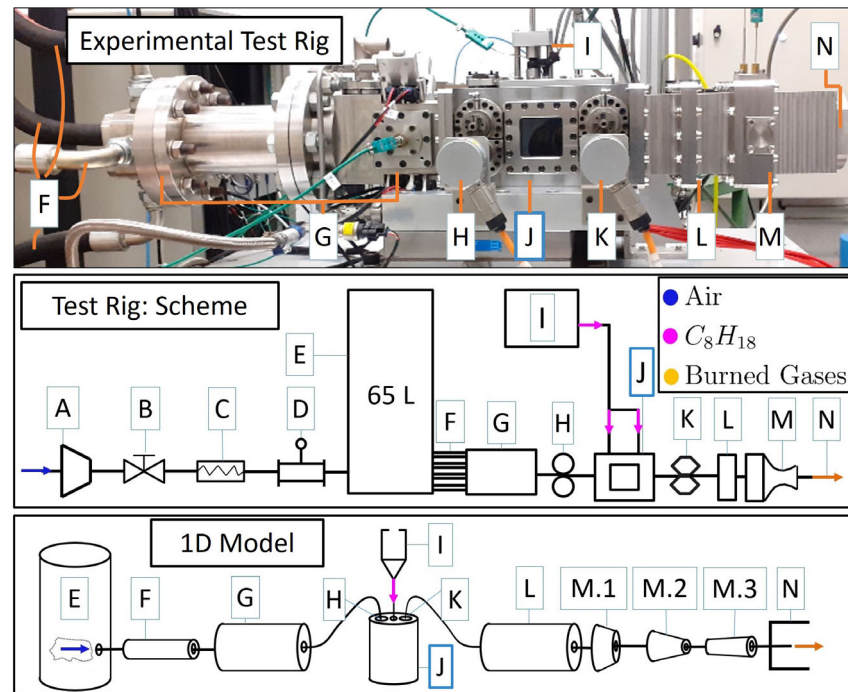 Experimental Test Rig
I
N
F
G
H
J
K
L
M
Test Rig: Scheme
Air
C8H18
Burned Gases
I
E
J
65 L
A
B
C
D
F
G
H
K
L
M
N
1D Model
I
E
F
G
H
K
L
M.1
M.2
M.3
N
J